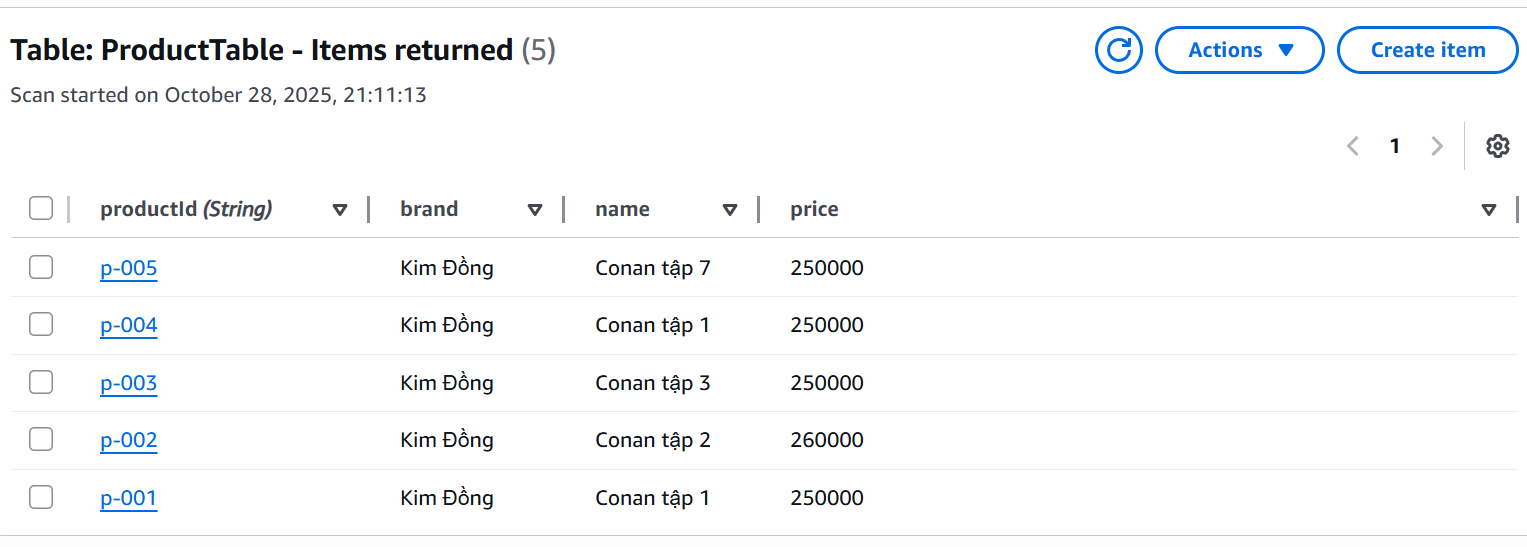 Table: ProductTable - Items returned (5)
Actions
Create item
Scan started on October 28, 2025, 21:11:13
1
productId (String) brand name price
p-005 Kim Đồng Conan tập 7 250000
p-004 Kim Đồng Conan tập 1 250000
p-003 Kim Đồng Conan tập 3 250000
p-002 Kim Đồng Conan tập 2 260000
p-001 Kim Đồng Conan tập 1 250000